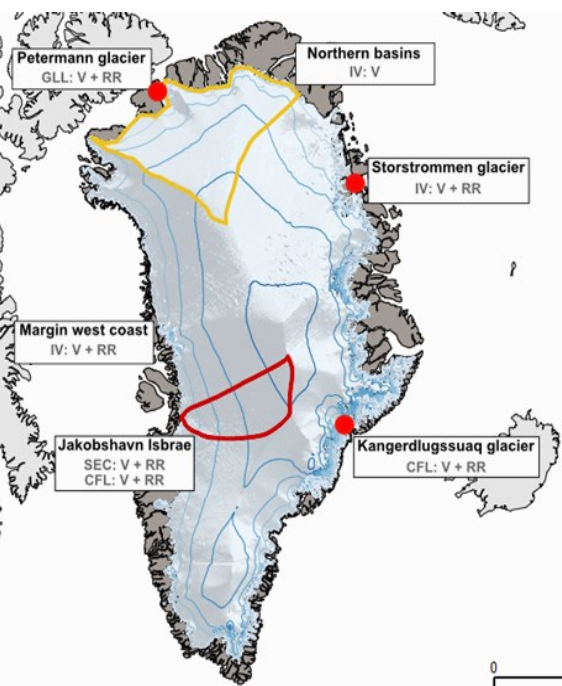 Petermann glacier
GLL: V + RR
Northern basins
IV: V
Storstrommen glacier
IV: V + RR
Margin west coast
IV: V + RR
Jakobshavn Isbrae
SEC: V + RR
CFL: V + RR
Kangerdlugssuaq glacier
CFL: V + RR
0